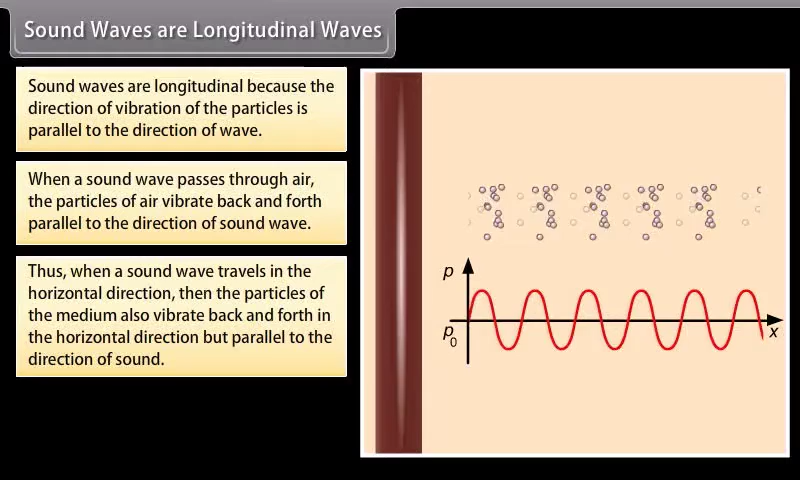 Sound Waves are Longitudinal Waves
Sound waves are longitudinal because the
direction of vibration of the particles is
parallel to the direction of wave.
When a sound wave passes through air,
the particles of air vibrate back and forth
parallel to the direction of sound wave.
Thus, when a sound wave travels in the
horizontal direction, then the particles of
the medium also vibrate back and forth in
the horizontal direction but parallel to the
direction of sound.
p
p0
x